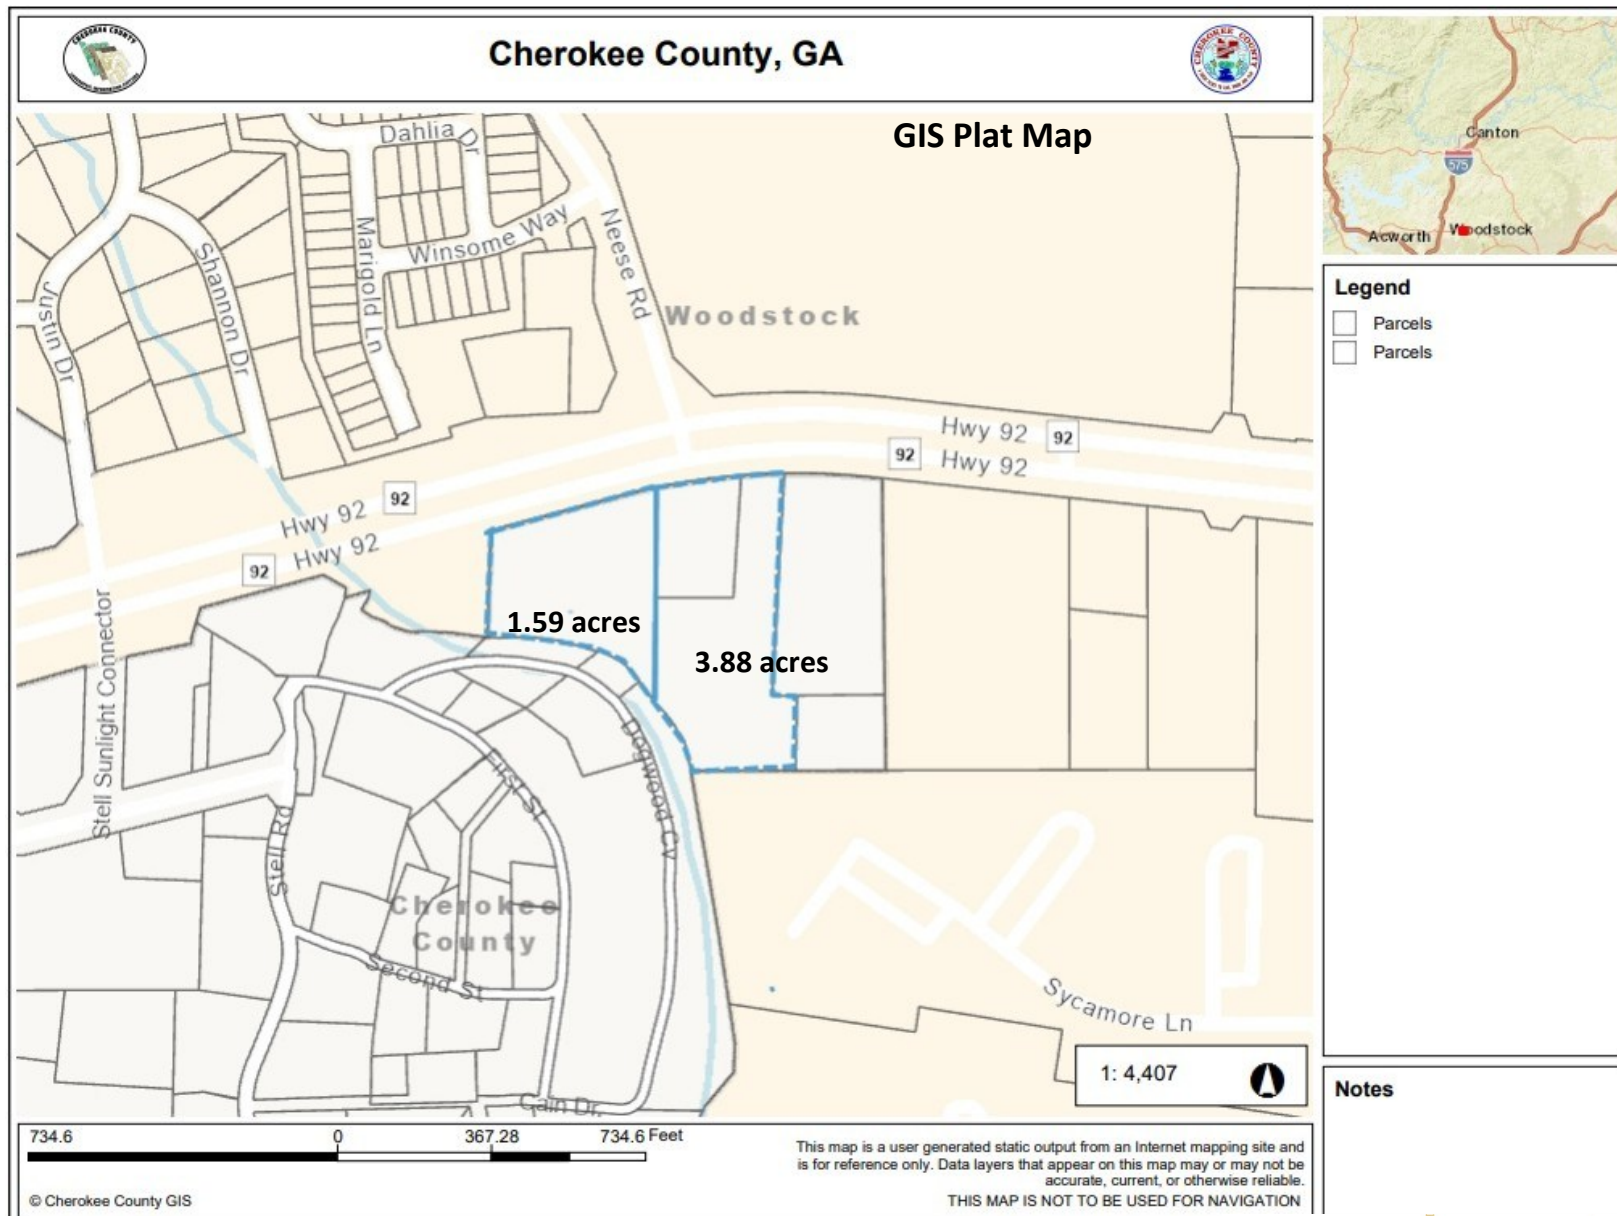 Cherokee County, GA
GIS Plat Map
Dahlia Dr
Winsome Way
Marigold Ln
Neese Rd
Shannon Dr
Justin Dr
Woodstock
Hwy 92
92
92
Hwy 92
Hwy 92
92
Hwy 92
92
1.59 acres
3.88 acres
Stell Sunlight Connector
Stell Rd
First St
Dogwood Cv
Cherokee
County
Second St
Sycamore Ln
Cain Dr.
1: 4,407
734.6
0
367.28
734.6 Feet
This map is a user generated static output from an Internet mapping site and
is for reference only. Data layers that appear on this map may or may not be
accurate, current, or otherwise reliable.
THIS MAP IS NOT TO BE USED FOR NAVIGATION
© Cherokee County GIS
Canton
575
Acworth
Woodstock
Legend
Parcels
Parcels
Notes